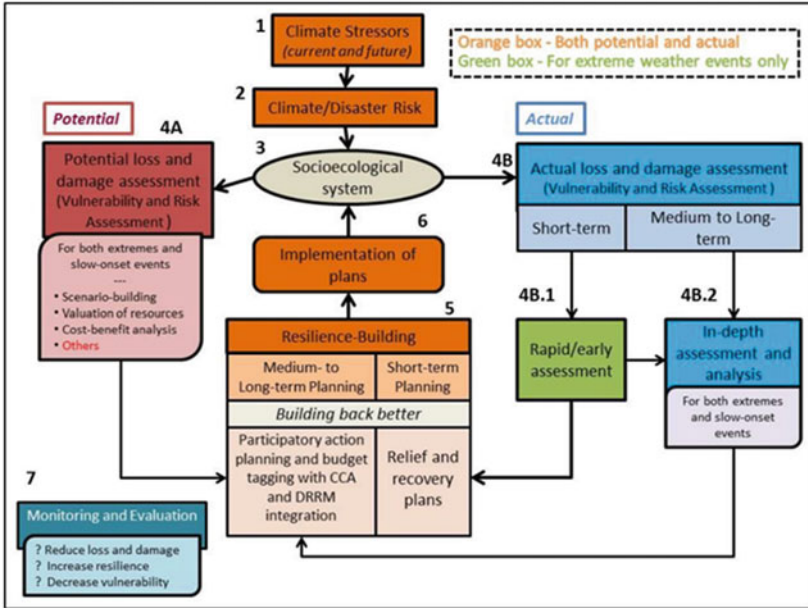 1
Climate Stressors
(current and future)
Orange box - Both potential and actual
Green box - For extreme weather events only
2
Climate/Disaster Risk
Potential
Actual
4A
Potential loss and
damage assessment
(Vulnerability and Risk
Assessment )
For both extremes and
slow-onset events
---
• Scenario-building
• Valuation of resources
• Cost-benefit analysis
• Others
3
Socioecological
system
4B
Actual loss and damage assessment
(Vulnerability and Risk Assessment )
Short-term
Medium to Long-
term
6
Implementation of
plans
4B.1
Rapid/early
assessment
4B.2
In-depth
assessment and
analysis
For both extremes
and slow-onset
events
5
Resilience-Building
Medium- to
Long-term Planning
Short-term
Planning
Building back better
Participatory action
planning and budget
tagging with CCA
and DRRM
integration
Relief and
recovery plans
7
Monitoring and Evaluation
? Reduce loss and damage
? Increase resilience
? Decrease vulnerability